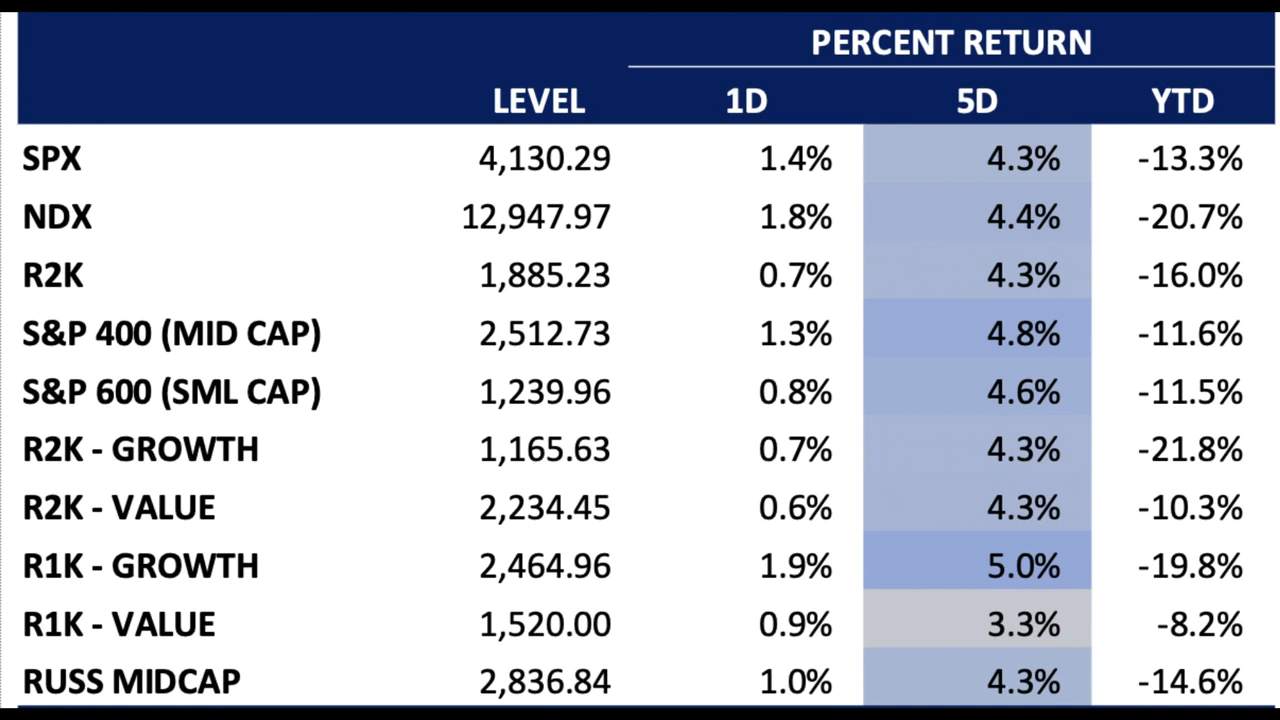 PERCENT RETURN
LEVEL 1D 5D YTD
SPX 4,130.29 1.4% 4.3% -13.3%
NDX 12,947.97 1.8% 4.4% -20.7%
R2K 1,885.23 0.7% 4.3% -16.0%
S&P 400 (MID CAP) 2,512.73 1.3% 4.8% -11.6%
S&P 600 (SML CAP) 1,239.96 0.8% 4.6% -11.5%
R2K - GROWTH 1,165.63 0.7% 4.3% -21.8%
R2K - VALUE 2,234.45 0.6% 4.3% -10.3%
R1K - GROWTH 2,464.96 1.9% 5.0% -19.8%
R1K - VALUE 1,520.00 0.9% 3.3% -8.2%
RUSS MIDCAP 2,836.84 1.0% 4.3% -14.6%